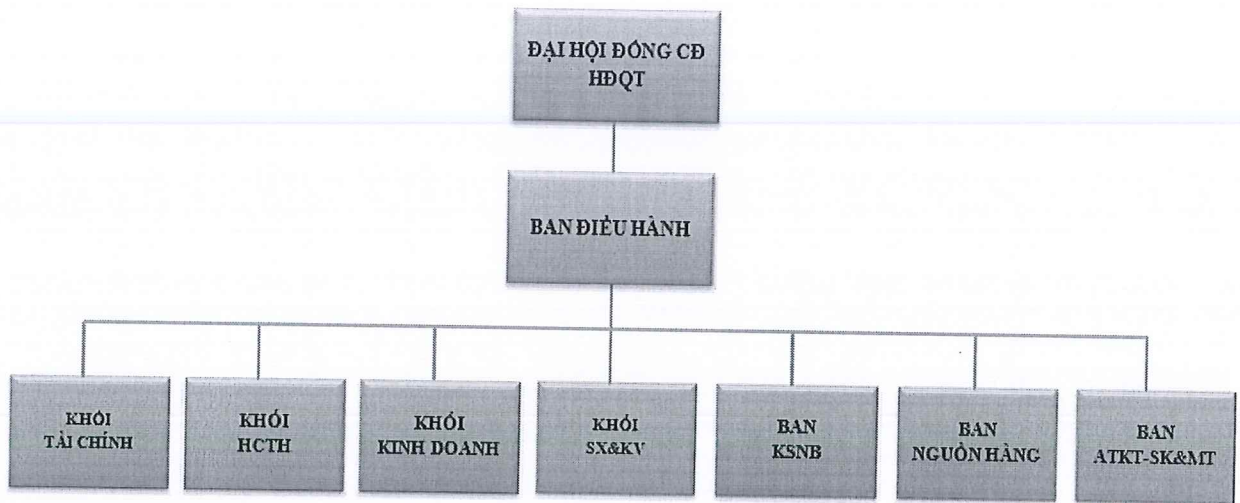 ĐẠI HỘI ĐỒNG CĐ
HĐQT
BAN ĐIỀU HÀNH
KHỐI
TÀI CHÍNH
KHỐI
HCTH
KHỐI
KINH DOANH
KHỐI
SX&KV
BAN
KSNB
BAN
NGUỒN HÀNG
BAN
ATKT-SK&MT